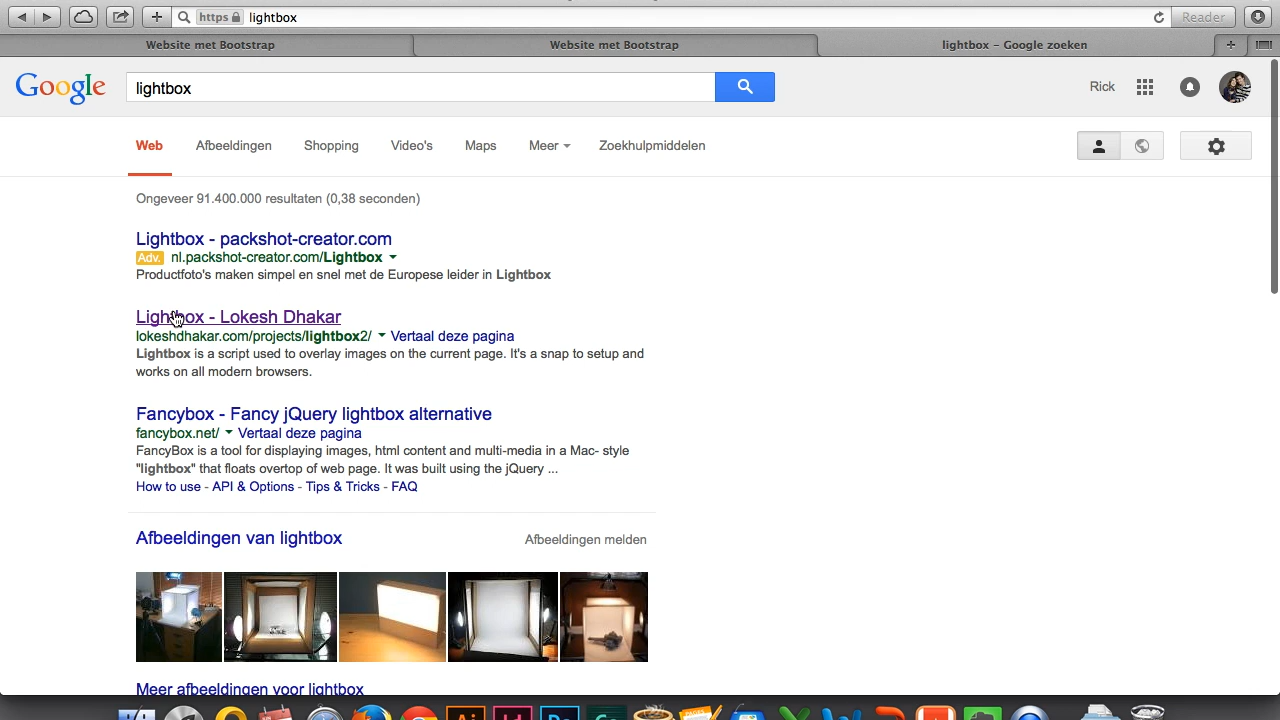 https lightbox
Reader
Website met Bootstrap
Website met Bootstrap
lightbox – Google zoeken
Google
lightbox
Rick
Web
Afbeeldingen
Shopping
Video's
Maps
Meer
Zoekhulpmiddelen
Ongeveer 91.400.000 resultaten (0,38 seconden)
Lightbox - packshot-creator.com
Adv. nl.packshot-creator.com/Lightbox
Productfoto's maken simpel en snel met de Europese leider in Lightbox
Lightbox - Lokesh Dhakar
lokeshdhakar.com/projects/lightbox2/ Vertaal deze pagina
Lightbox is a script used to overlay images on the current page. It's a snap to setup and
works on all modern browsers.
Fancybox - Fancy jQuery lightbox alternative
fancybox.net/ Vertaal deze pagina
FancyBox is a tool for displaying images, html content and multi-media in a Mac- style
"lightbox" that floats overtop of web page. It was built using the jQuery ...
How to use - API & Options - Tips & Tricks - FAQ
Afbeeldingen van lightbox
Afbeeldingen melden
Meer afbeeldingen voor lightbox